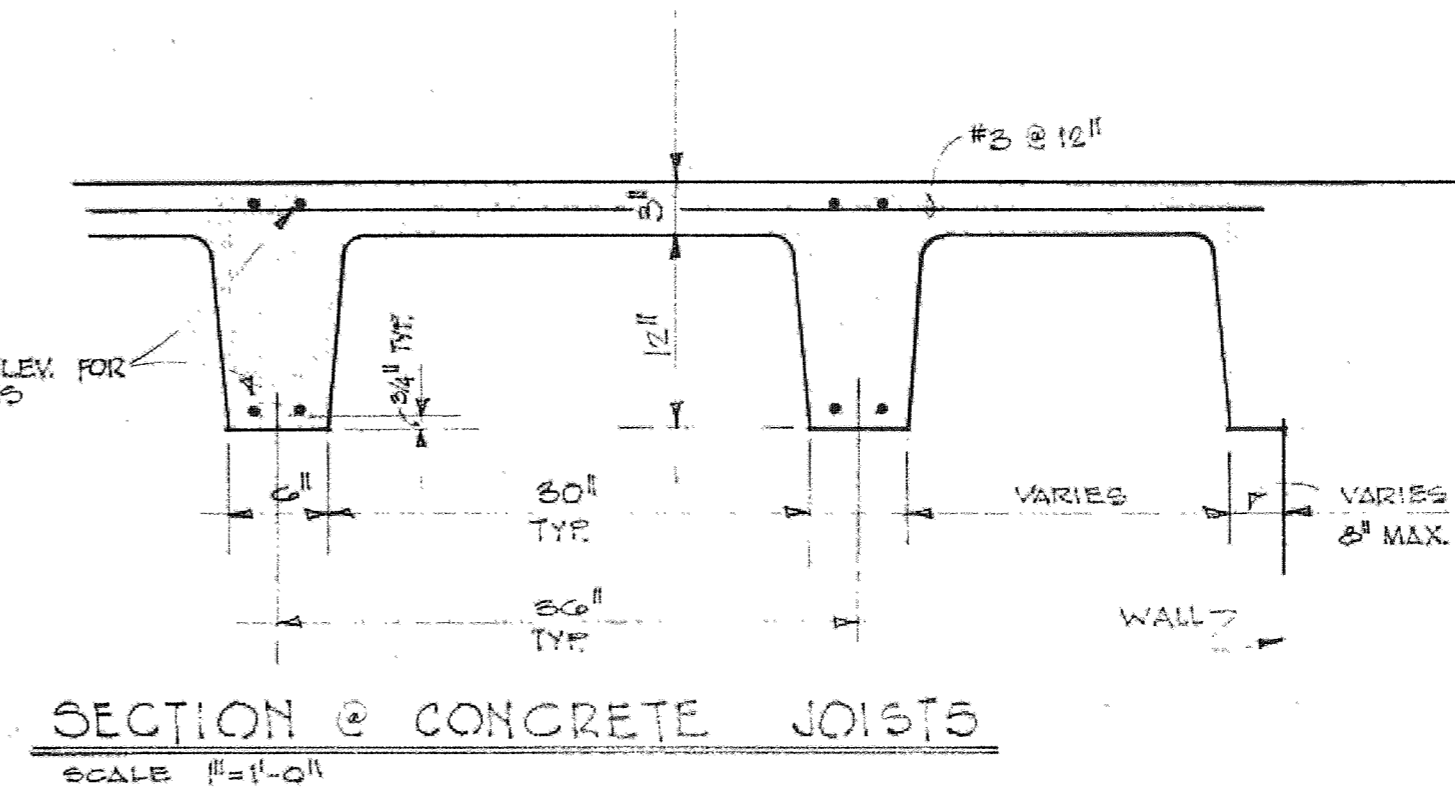 #3 @ 12"
3"
12"
LEV. FOR
S
3/4" TYP.
6"
30"
TYP.
VARIES
VARIES
8" MAX.
36"
TYP.
WALL
SECTION @ CONCRETE JOISTS
SCALE 1"=1'-0"